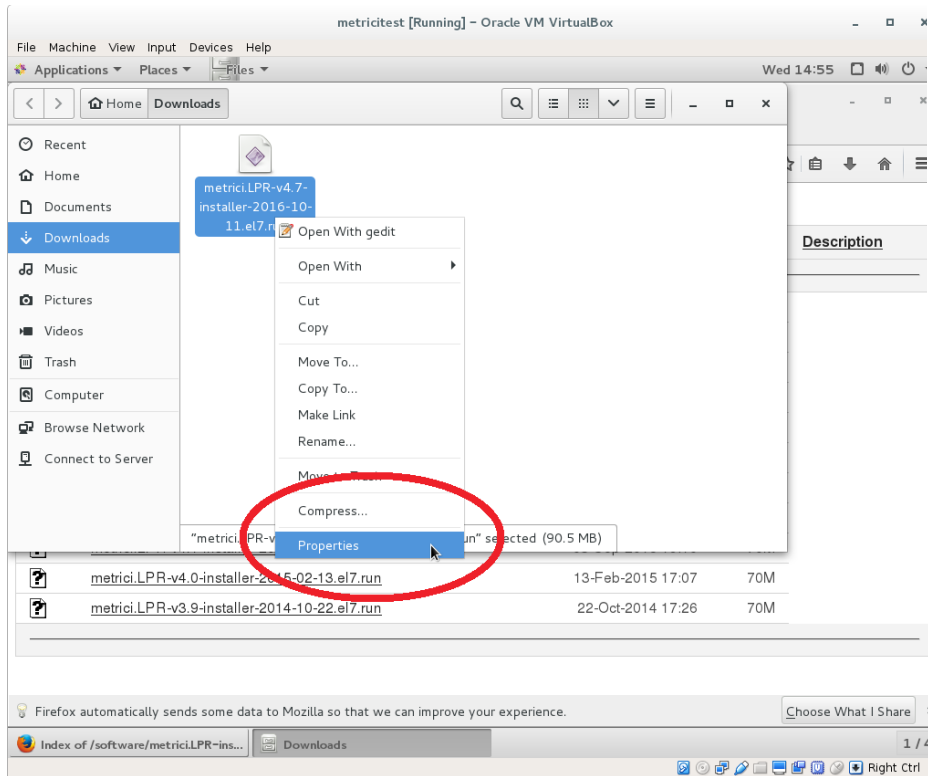 metricitest [Running] – Oracle VM VirtualBox
File Machine View Input Devices Help
Applications Places Files Wed 14:55
Home Downloads
Recent
Home
Documents
Downloads
Music
Pictures
Videos
Trash
Computer
Browse Network
Connect to Server
metrici.LPR-v4.7-
installer-2016-10-
11.el7.r
Open With gedit
Open With
Cut
Copy
Move To...
Copy To...
Make Link
Rename...
Move to Trash
Compress...
Properties
"metrici.LPR-v un" selected (90.5 MB)
Description
metrici.LPR-v4.0-installer-2015-02-13.el7.run 13-Feb-2015 17:07 70M
metrici.LPR-v3.9-installer-2014-10-22.el7.run 22-Oct-2014 17:26 70M
Firefox automatically sends some data to Mozilla so that we can improve your experience. Choose What I Share
Index of /software/metrici.LPR-ins... Downloads 1 / 4
Right Ctrl